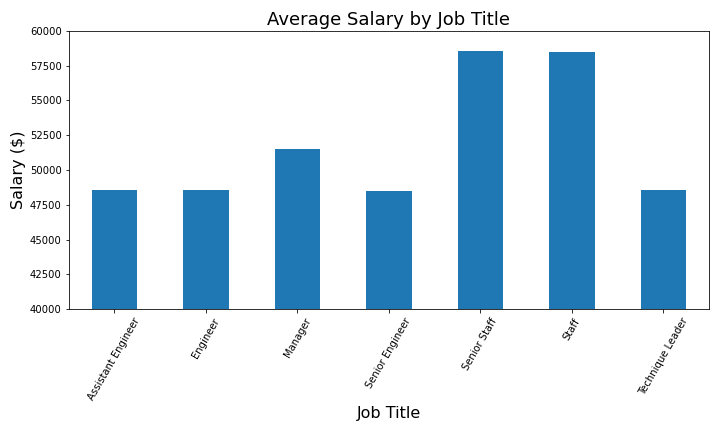 Average Salary by Job Title
Salary ($)
60000
57500
55000
52500
50000
47500
45000
42500
40000
Assistant Engineer
Engineer
Manager
Senior Engineer
Senior Staff
Staff
Technique Leader
Job Title